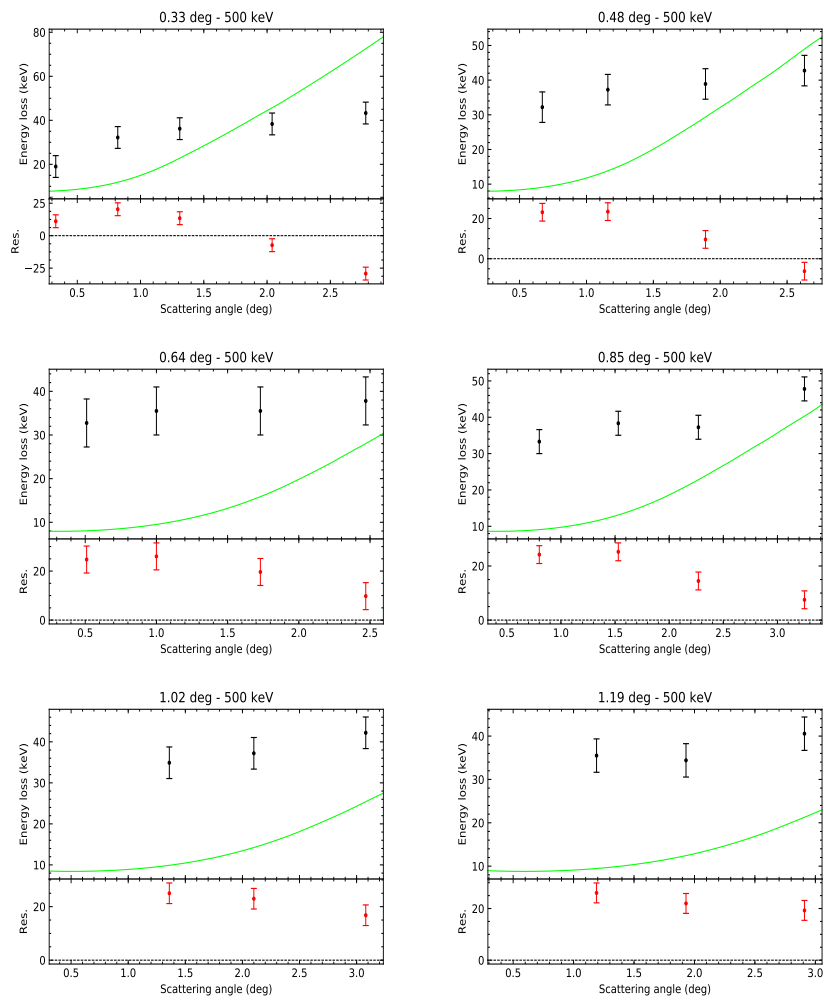 0.33 deg - 500 keV
80
60
40
20
Energy loss (keV)
25
0
−25
Res.
0.5 1.0 1.5 2.0 2.5
Scattering angle (deg)
0.48 deg - 500 keV
50
40
30
20
10
Energy loss (keV)
20
0
Res.
0.5 1.0 1.5 2.0 2.5
Scattering angle (deg)
0.64 deg - 500 keV
40
30
20
10
Energy loss (keV)
20
0
Res.
0.5 1.0 1.5 2.0 2.5
Scattering angle (deg)
0.85 deg - 500 keV
50
40
30
20
10
Energy loss (keV)
20
0
Res.
0.5 1.0 1.5 2.0 2.5 3.0
Scattering angle (deg)
1.02 deg - 500 keV
40
30
20
10
Energy loss (keV)
20
0
Res.
0.5 1.0 1.5 2.0 2.5 3.0
Scattering angle (deg)
1.19 deg - 500 keV
40
30
20
10
Energy loss (keV)
20
0
Res.
0.5 1.0 1.5 2.0 2.5 3.0
Scattering angle (deg)